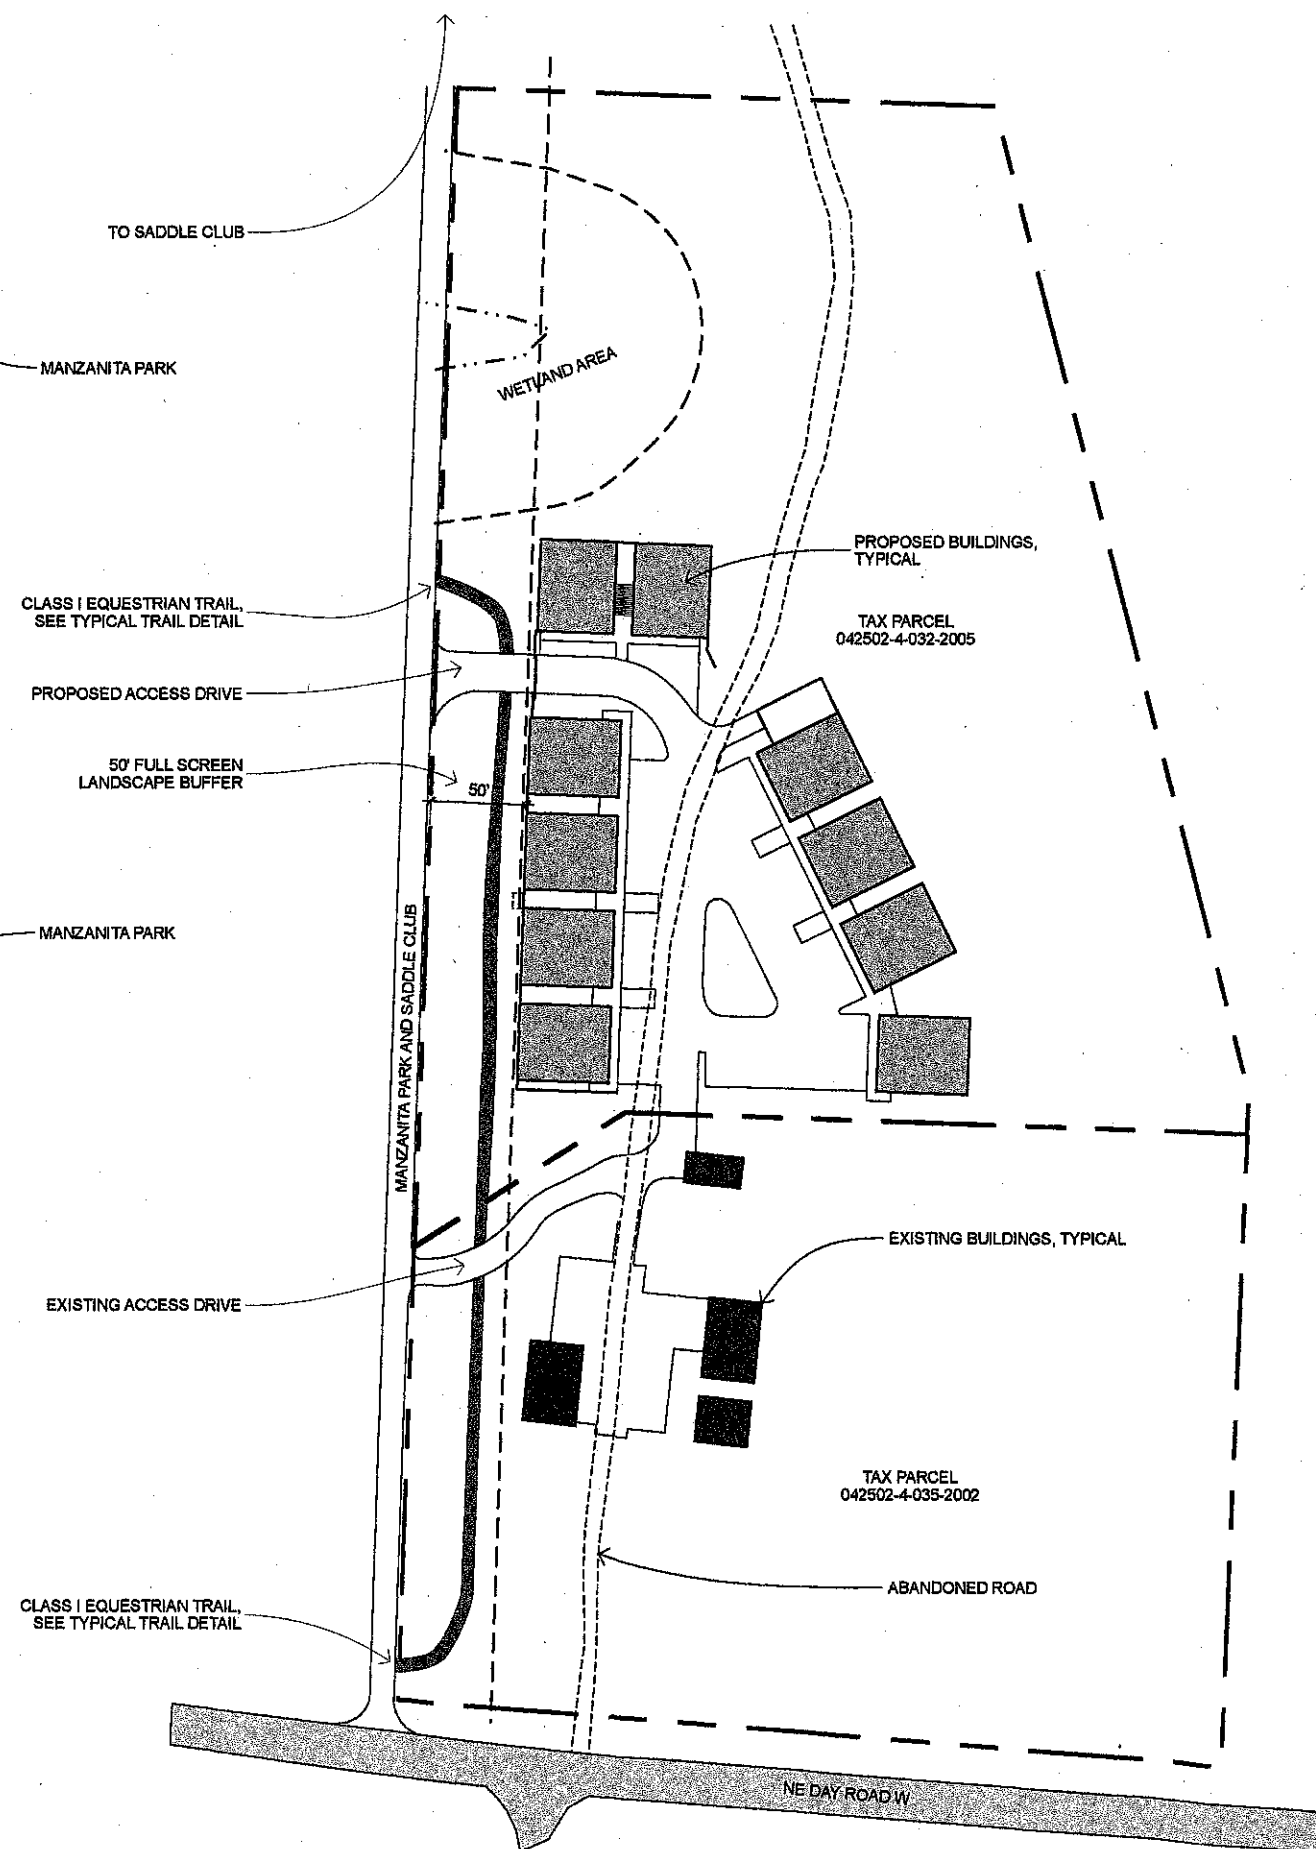 TO SADDLE CLUB
MANZANITA PARK
WETLAND AREA
PROPOSED BUILDINGS,
TYPICAL
CLASS I EQUESTRIAN TRAIL,
SEE TYPICAL TRAIL DETAIL
TAX PARCEL
042502-4-032-2005
PROPOSED ACCESS DRIVE
50' FULL SCREEN
LANDSCAPE BUFFER
50'
MANZANITA PARK
MANZANITA PARK AND SADDLE CLUB
EXISTING BUILDINGS, TYPICAL
EXISTING ACCESS DRIVE
TAX PARCEL
042502-4-035-2002
ABANDONED ROAD
CLASS I EQUESTRIAN TRAIL,
SEE TYPICAL TRAIL DETAIL
NE DAY ROAD W